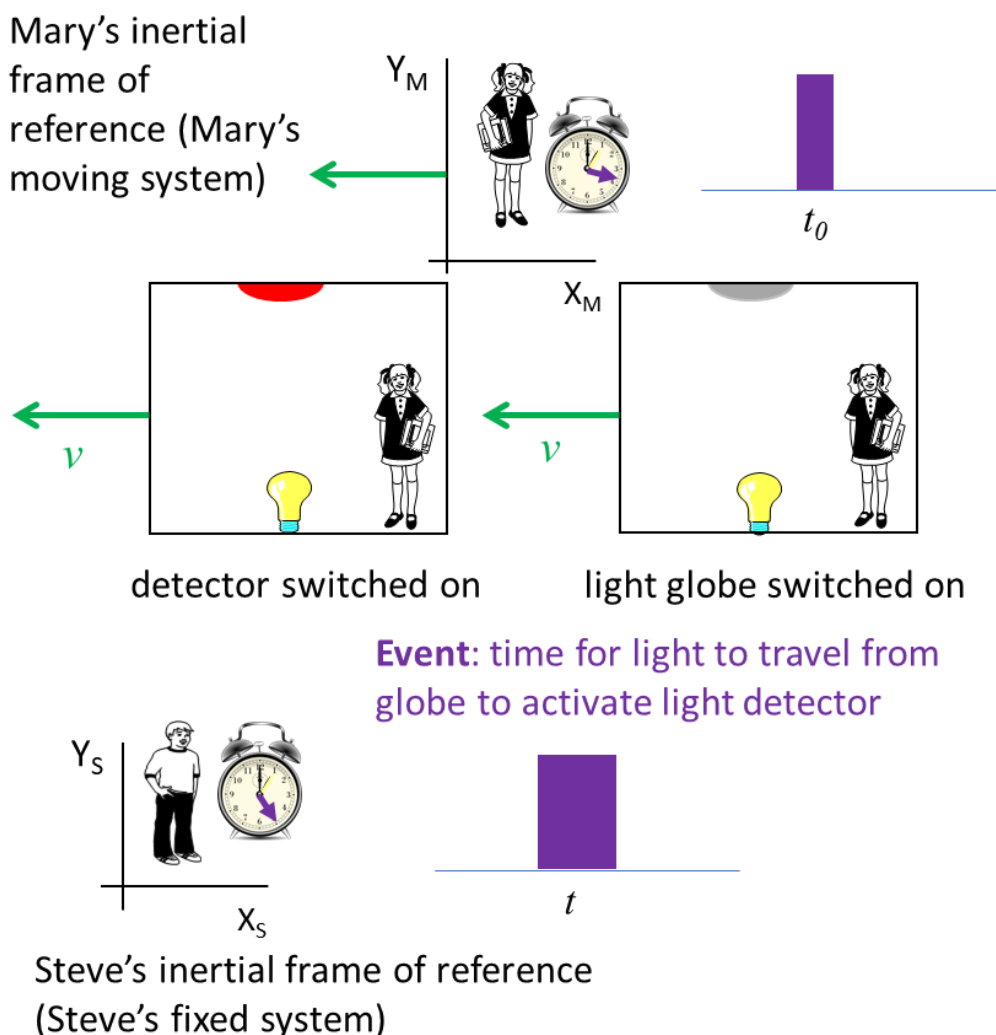 Mary’s inertial
frame of
reference (Mary’s
moving system)
Y_M
X_M
t_0
v
v
detector switched on
light globe switched on
Event: time for light to travel from
globe to activate light detector
Y_S
X_S
t
Steve’s inertial frame of reference
(Steve’s fixed system)